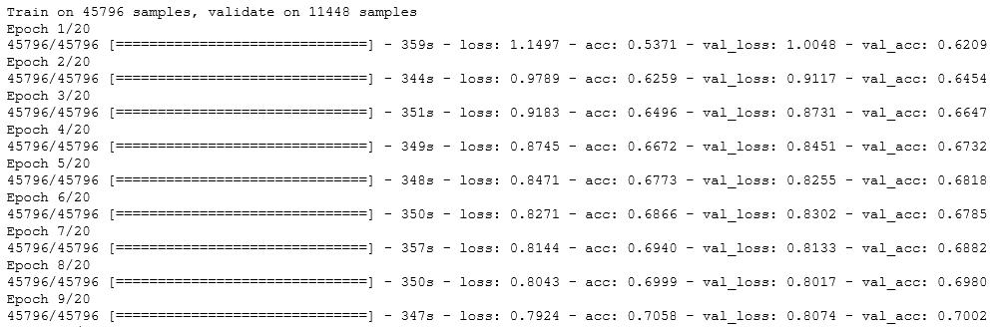 Train on 45796 samples, validate on 11448 samples
Epoch 1/20
45796/45796 [==============================] - 359s - loss: 1.1497 - acc: 0.5371 - val_loss: 1.0048 - val_acc: 0.6209
Epoch 2/20
45796/45796 [==============================] - 344s - loss: 0.9789 - acc: 0.6259 - val_loss: 0.9117 - val_acc: 0.6454
Epoch 3/20
45796/45796 [==============================] - 351s - loss: 0.9183 - acc: 0.6496 - val_loss: 0.8731 - val_acc: 0.6647
Epoch 4/20
45796/45796 [==============================] - 349s - loss: 0.8745 - acc: 0.6672 - val_loss: 0.8451 - val_acc: 0.6732
Epoch 5/20
45796/45796 [==============================] - 348s - loss: 0.8471 - acc: 0.6773 - val_loss: 0.8255 - val_acc: 0.6818
Epoch 6/20
45796/45796 [==============================] - 350s - loss: 0.8271 - acc: 0.6866 - val_loss: 0.8302 - val_acc: 0.6785
Epoch 7/20
45796/45796 [==============================] - 357s - loss: 0.8144 - acc: 0.6940 - val_loss: 0.8133 - val_acc: 0.6882
Epoch 8/20
45796/45796 [==============================] - 350s - loss: 0.8043 - acc: 0.6999 - val_loss: 0.8017 - val_acc: 0.6980
Epoch 9/20
45796/45796 [==============================] - 347s - loss: 0.7924 - acc: 0.7058 - val_loss: 0.8074 - val_acc: 0.7002